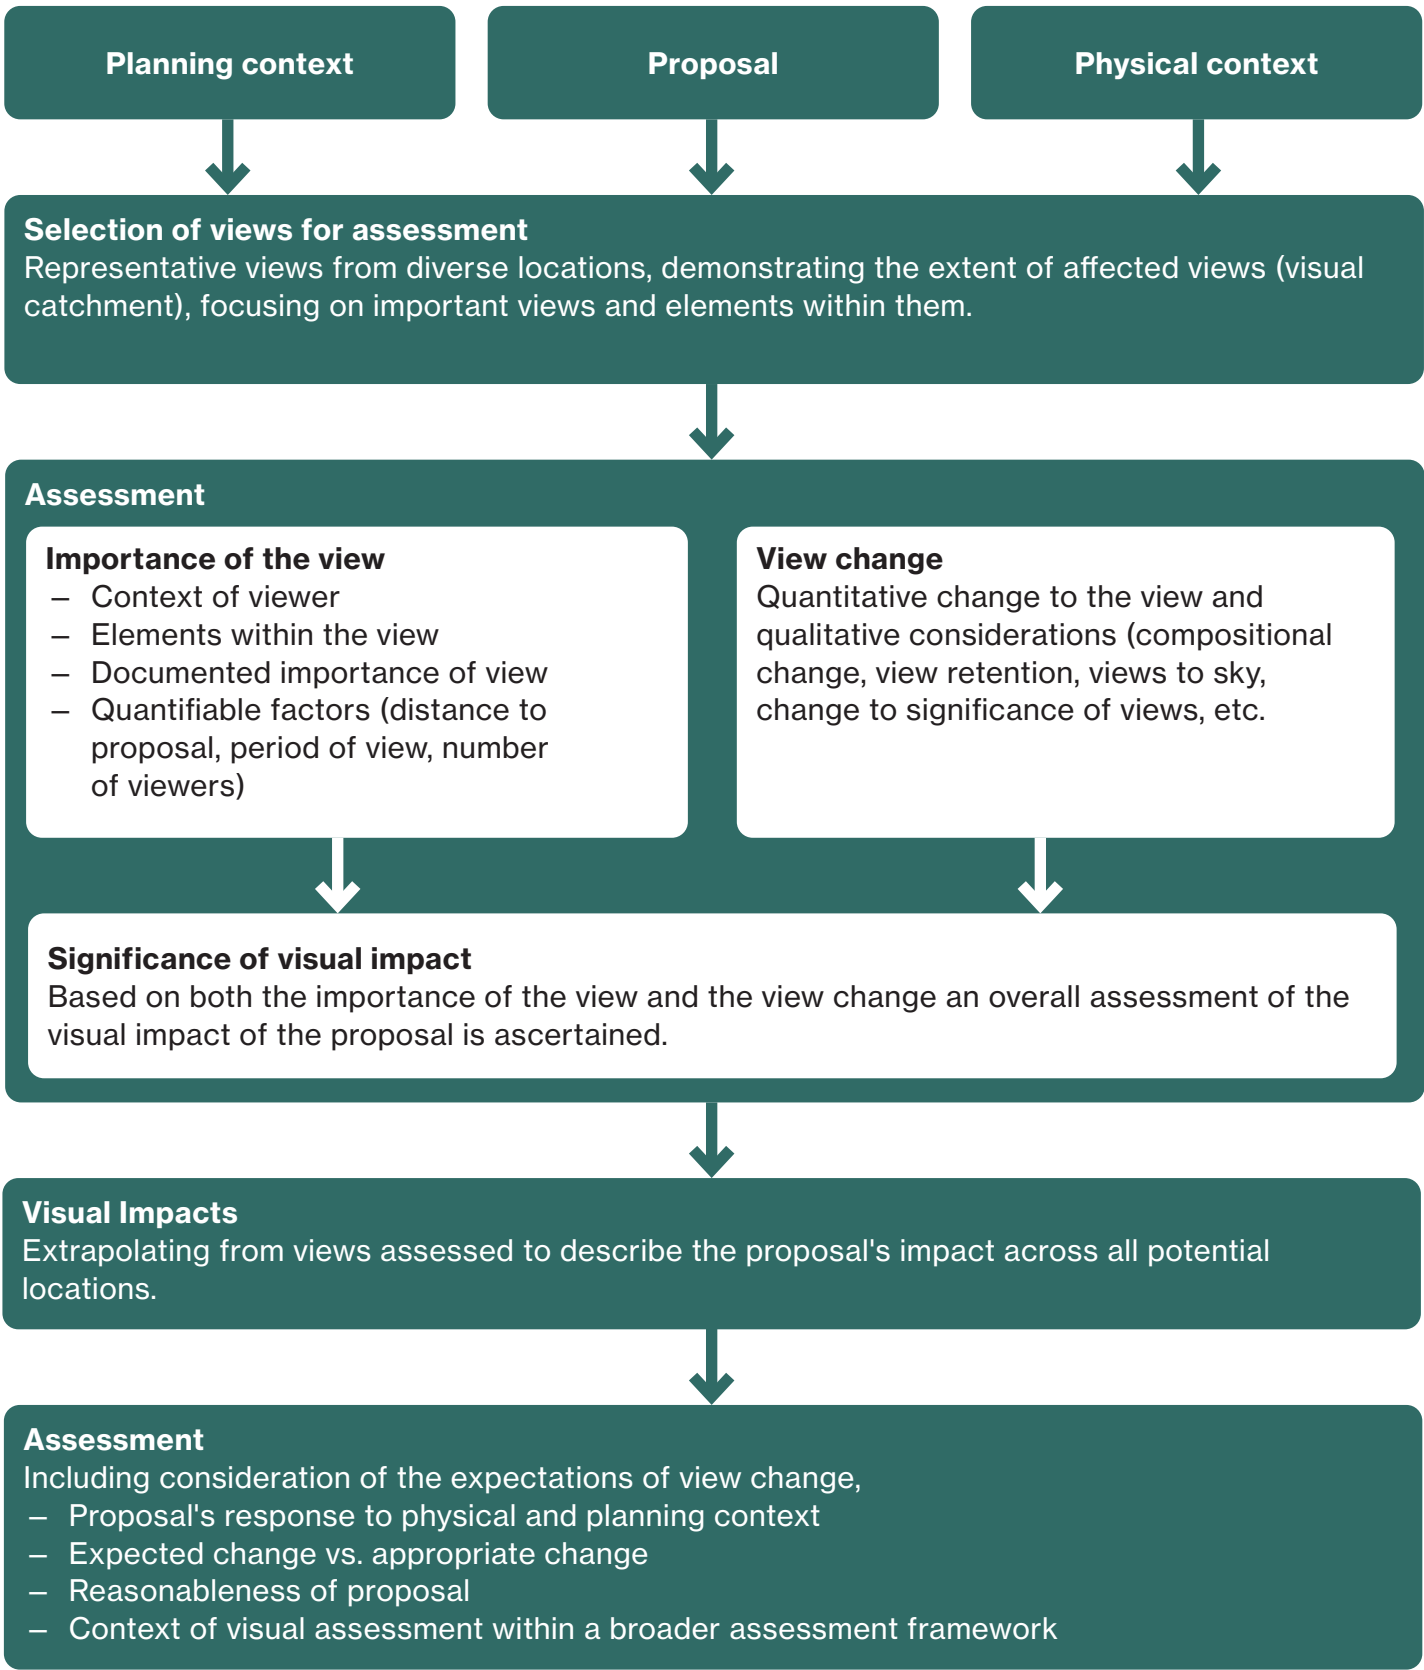 Planning context
Proposal
Physical context
Selection of views for assessment
Representative views from diverse locations, demonstrating the extent of affected views (visual
catchment), focusing on important views and elements within them.
Assessment
Importance of the view
– Context of viewer
– Elements within the view
– Documented importance of view
– Quantifiable factors (distance to
proposal, period of view, number
of viewers)
View change
Quantitative change to the view and
qualitative considerations (compositional
change, view retention, views to sky,
change to significance of views, etc.
Significance of visual impact
Based on both the importance of the view and the view change an overall assessment of the
visual impact of the proposal is ascertained.
Visual Impacts
Extrapolating from views assessed to describe the proposal's impact across all potential
locations.
Assessment
Including consideration of the expectations of view change,
– Proposal's response to physical and planning context
– Expected change vs. appropriate change
– Reasonableness of proposal
– Context of visual assessment within a broader assessment framework